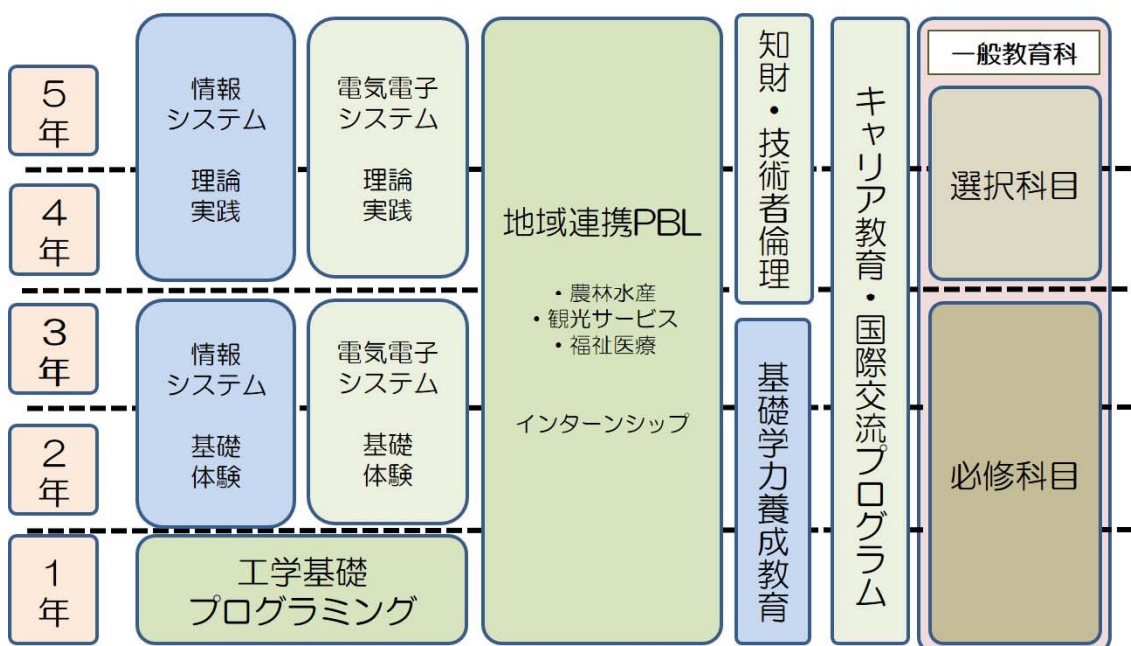 5
年
4
年
3
年
2
年
1
年
情報
システム
理論
実践
電気電子
システム
理論
実践
情報
システム
基礎
体験
電気電子
システム
基礎
体験
工学基礎
プログラミング
地域連携PBL
・農林水産
・観光サービス
・福祉医療
インターンシップ
知財・技術者倫理
基礎学力養成教育
キャリア教育・国際交流プログラム
一般教育科
選択科目
必修科目